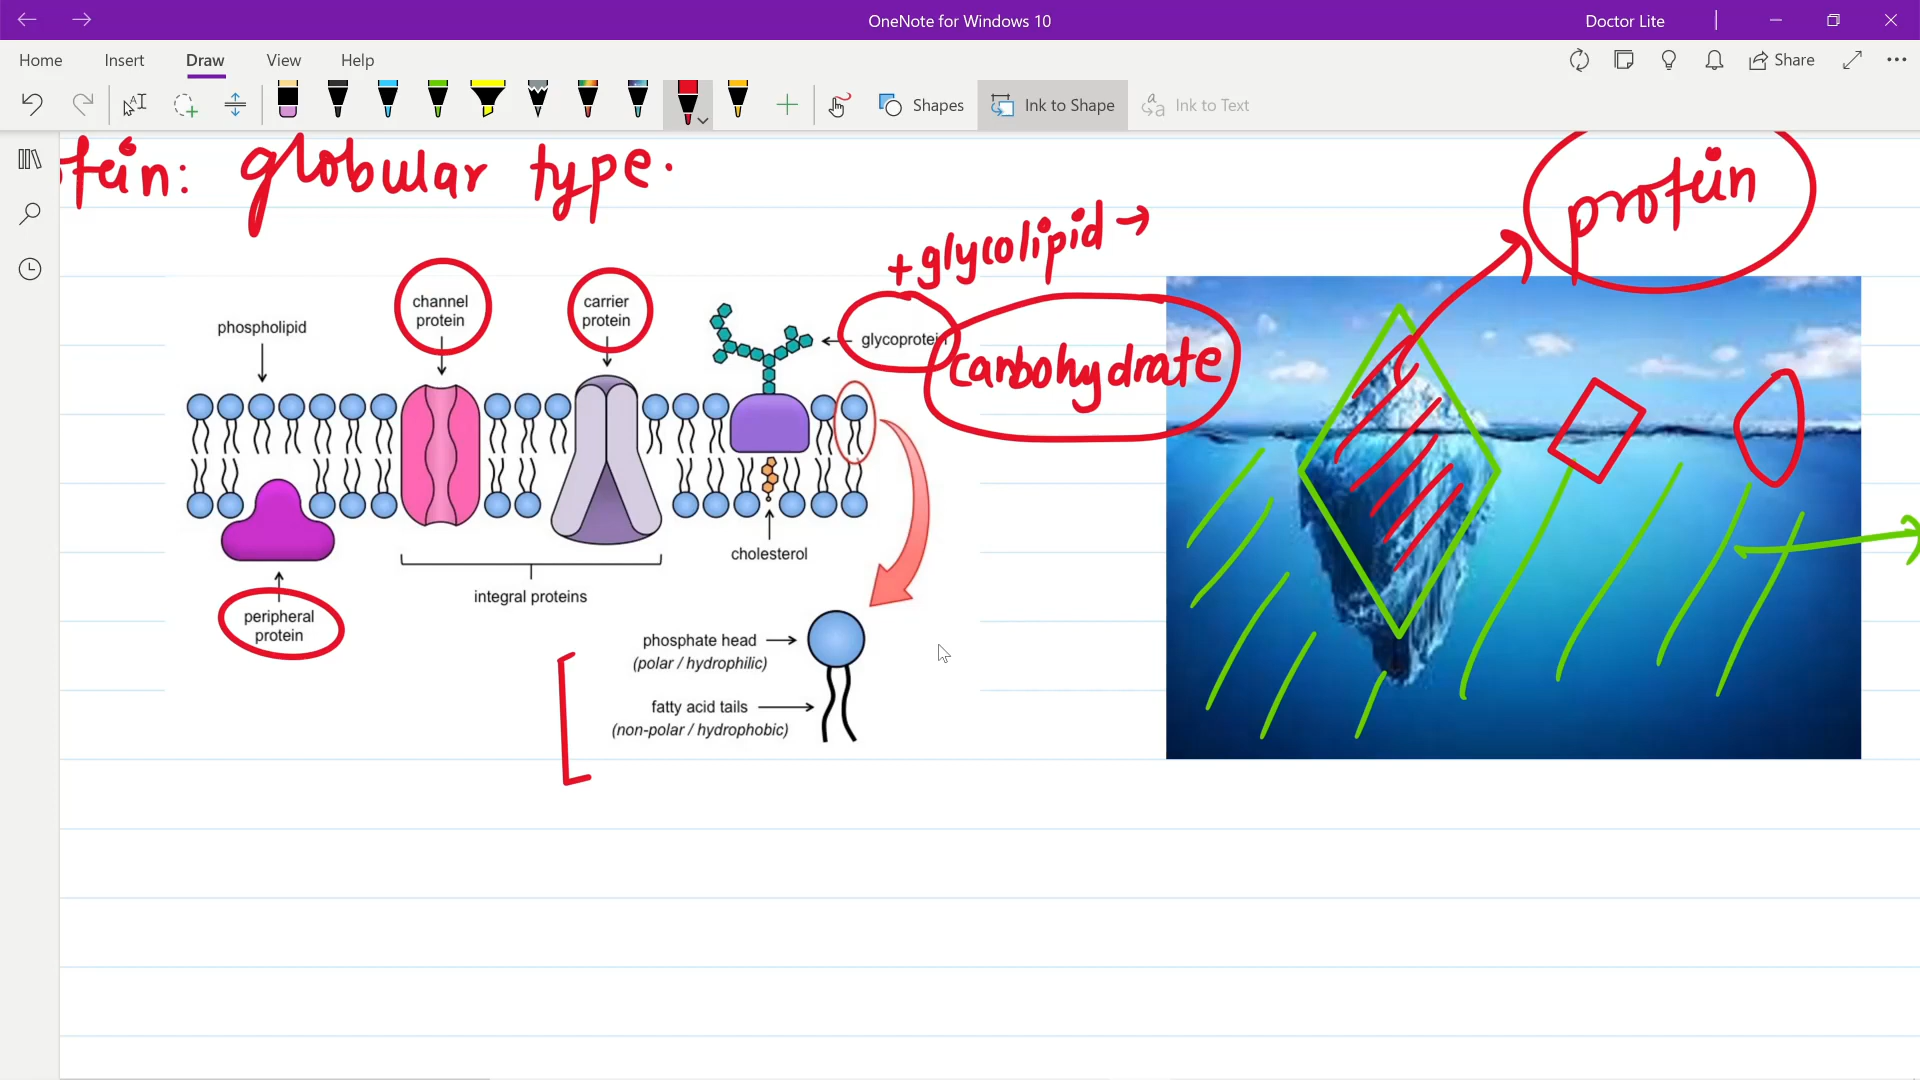 OneNote for Windows 10
Doctor Lite
Home Insert Draw View Help
Share
Shapes
Ink to Shape
Ink to Text
tein: globular type.
protein
+glycolipid →
carbohydrate
channel
protein
carrier
protein
phospholipid
glycoprotein
cholesterol
integral proteins
peripheral
protein
phosphate head
(polar / hydrophilic)
fatty acid tails
(non-polar / hydrophobic)